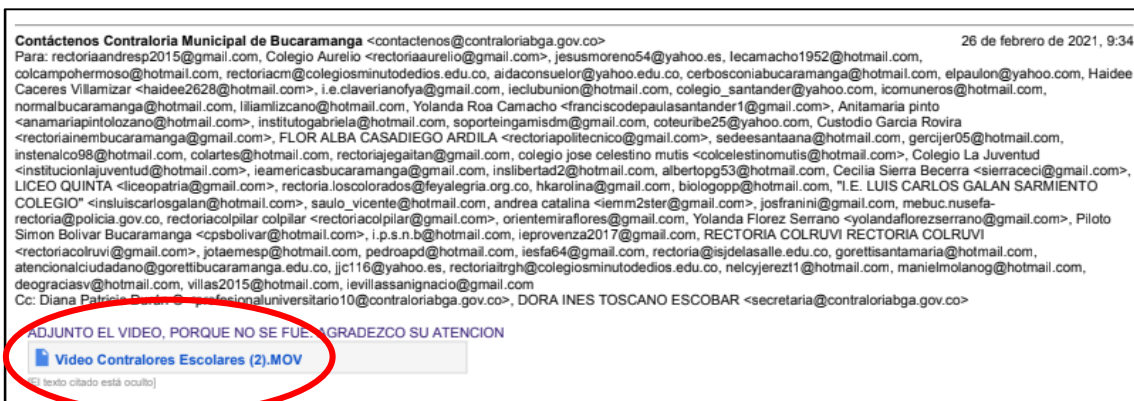 Contáctenos Contraloria Municipal de Bucaramanga <contactenos@contraloriabga.gov.co> 26 de febrero de 2021, 9:34
Para: rectoriaandresp2015@gmail.com, Colegio Aurelio <rectoriaaurelio@gmail.com>, jesusmoreno54@yahoo.es, lecamacho1952@hotmail.com,
colcampohermoso@hotmail.com, rectoriacm@colegiosminutodedios.edu.co, aidaconsuelor@yahoo.edu.co, cerbosconiabucaramanga@hotmail.com, elpaulon@yahoo.com, Haidee
Caceres Villamizar <haidee2628@hotmail.com>, i.e.claverianofya@gmail.com, ieclubunion@hotmail.com, colegio_santander@yahoo.com, icomuneros@hotmail.com,
normalbucaramanga@hotmail.com, liliamlizcano@hotmail.com, Yolanda Roa Camacho <franciscodepaulasantander1@gmail.com>, Anitamaria pinto
<anamariapintolozano@hotmail.com>, institutogabriela@hotmail.com, soporteingamisdm@gmail.com, coteuribe25@yahoo.com, Custodio Garcia Rovira
<rectoriainembucaramanga@gmail.com>, FLOR ALBA CASADIEGO ARDILA <rectoriapolitecnico@gmail.com>, sedeesantaana@hotmail.com, gercijer05@hotmail.com,
instenalco98@hotmail.com, colartes@hotmail.com, rectoriajegaitan@gmail.com, colegio jose celestino mutis <colcelestinomutis@hotmail.com>, Colegio La Juventud
<institucionlajuventud@hotmail.com>, ieamericasbucaramanga@gmail.com, inslibertad2@hotmail.com, albertopg53@hotmail.com, Cecilia Sierra Becerra <sierraceci@gmail.com>,
LICEO QUINTA <liceopatria@gmail.com>, rectoria.loscolorados@feyalegria.org.co, hkarolina@gmail.com, biologopp@hotmail.com, "I.E. LUIS CARLOS GALAN SARMIENTO
COLEGIO" <insluiscarlosgalan@hotmail.com>, saulo_vicente@hotmail.com, andrea catalina <iemm2ster@gmail.com>, josfranini@gmail.com, mebuc.nusefa-
rectoria@policia.gov.co, rectoriacolpilar colpilar <rectoriacolpilar@gmail.com>, orientemiraflores@gmail.com, Yolanda Florez Serrano <yolandaflorezserrano@gmail.com>, Piloto
Simon Bolivar Bucaramanga <cpsbolivar@hotmail.com>, i.p.s.n.b@hotmail.com, ieprovenza2017@gmail.com, RECTORIA COLRUVI RECTORIA COLRUVI
<rectoriacolruvi@gmail.com>, jotaemesp@hotmail.com, pedroapd@hotmail.com, iesfa64@gmail.com, rectoria@isjdelasalle.edu.co, gorettisantamaria@hotmail.com,
atencionalciudadano@gorettibucaramanga.edu.co, jjc116@yahoo.es, rectoriaitrgh@colegiosminutodedios.edu.co, nelcyjerezt1@hotmail.com, manielmolanog@hotmail.com,
deograciasv@hotmail.com, villas2015@hotmail.com, ievillassanignacio@gmail.com
Cc: Diana Patricia Durán G <profesionaluniversitario10@contraloriabga.gov.co>, DORA INES TOSCANO ESCOBAR <secretaria@contraloriabga.gov.co>
ADJUNTO EL VIDEO, PORQUE NO SE FUE. AGRADEZCO SU ATENCION
Video Contralores Escolares (2).MOV
[El texto citado está oculto]